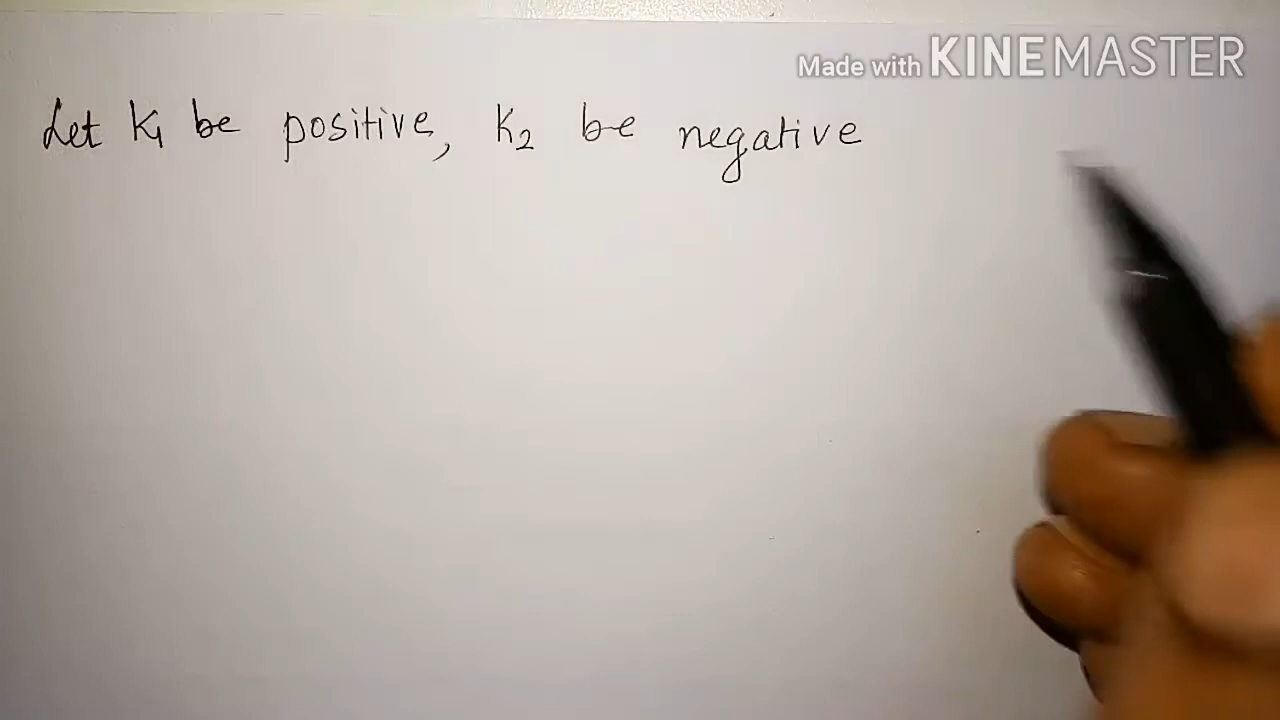 Made with KINEMASTER
Let K₁ be positive, K₂ be negative